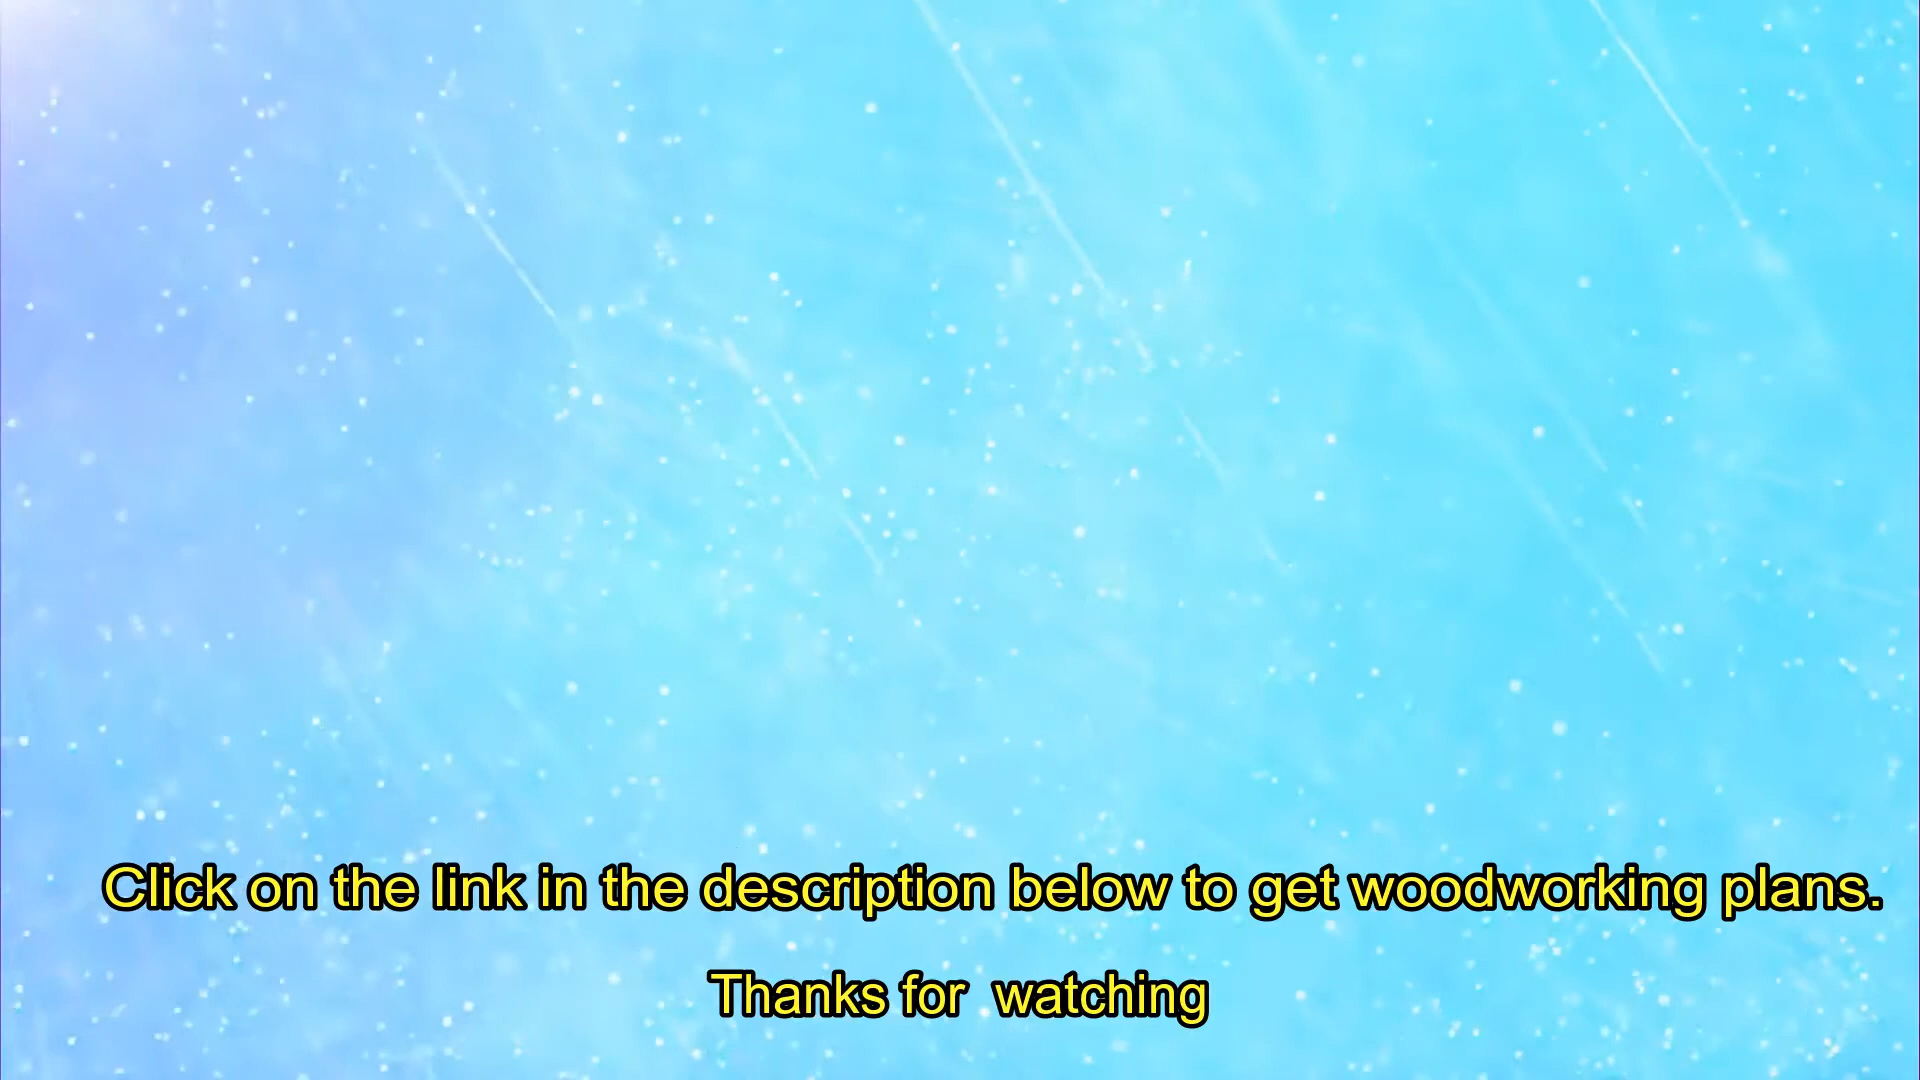 Click on the link in the description below to get woodworking plans.
Thanks for  watching